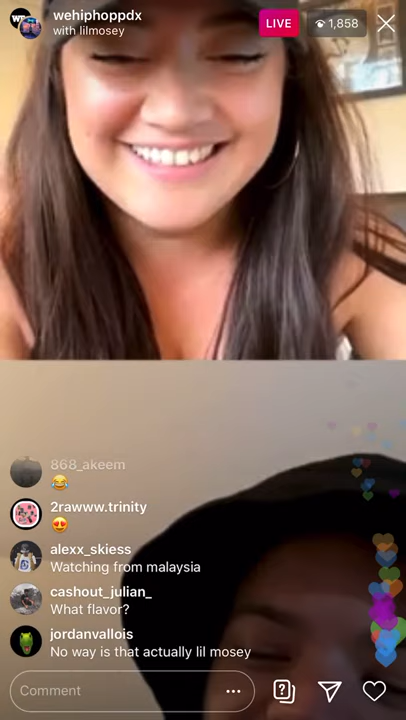 wehiphoppdx
with lilmosey
LIVE
1,858
868_akeem
😂
2rawww.trinity
😍
alexx_skiess
Watching from malaysia
cashout_julian_
What flavor?
jordanvallois
No way is that actually lil mosey
Comment